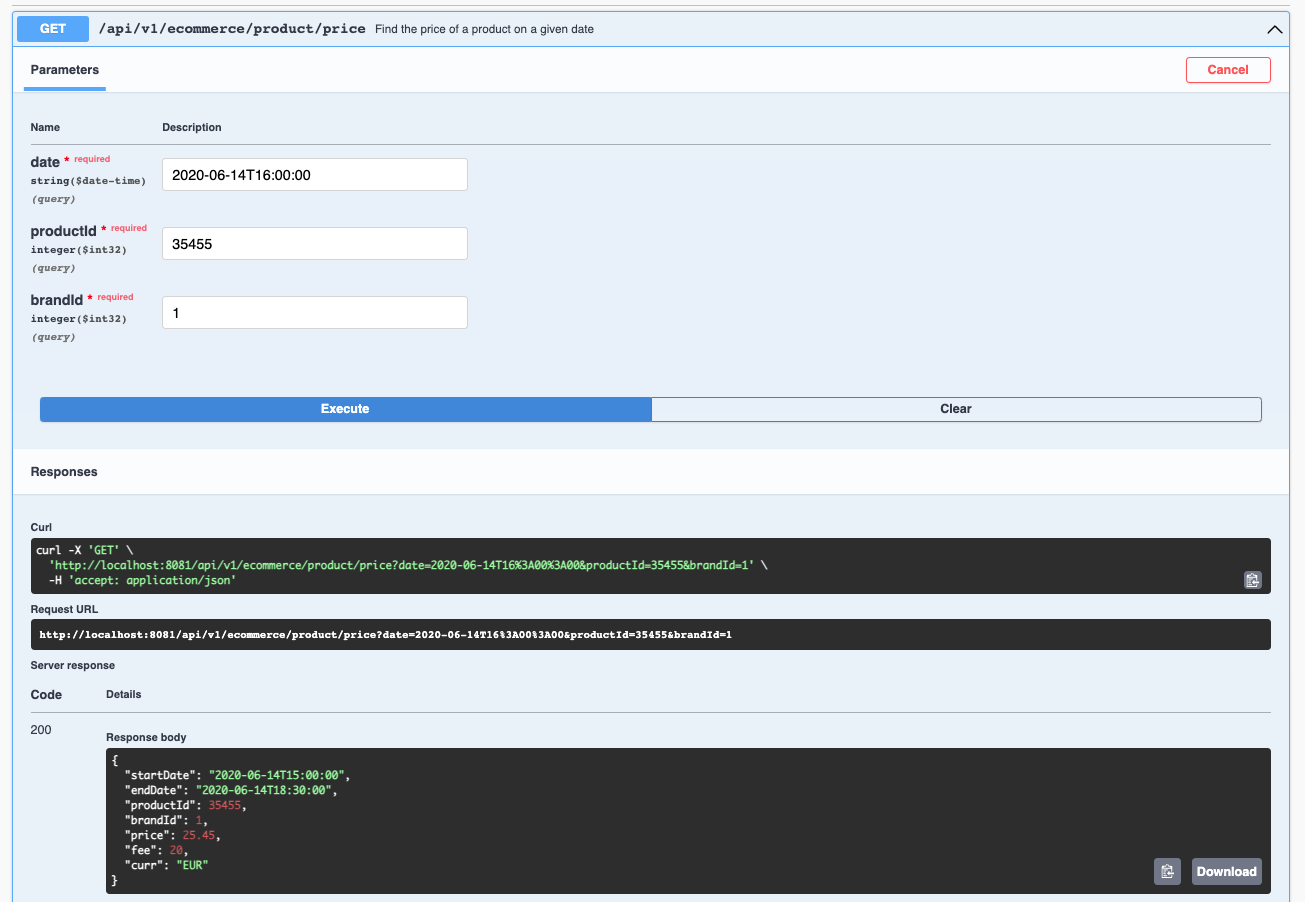 GET /api/v1/ecommerce/product/price Find the price of a product on a given date
Parameters
Cancel
Name Description
date * required
string($date-time)
(query)
2020-06-14T16:00:00
productId * required
integer($int32)
(query)
35455
brandId * required
integer($int32)
(query)
1
Execute
Clear
Responses
Curl
curl -X 'GET' \
'http://localhost:8081/api/v1/ecommerce/product/price?date=2020-06-14T16%3A00%3A00&productId=35455&brandId=1' \
-H 'accept: application/json'
Request URL
http://localhost:8081/api/v1/ecommerce/product/price?date=2020-06-14T16%3A00%3A00&productId=35455&brandId=1
Server response
Code Details
200
Response body
{
"startDate": "2020-06-14T15:00:00",
"endDate": "2020-06-14T18:30:00",
"productId": 35455,
"brandId": 1,
"price": 25.45,
"fee": 20,
"curr": "EUR"
}
Download